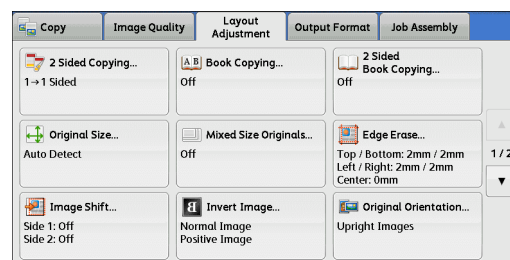 Copy
Image Quality
Layout
Adjustment
Output Format
Job Assembly
2 Sided Copying...
1→1 Sided
Book Copying...
Off
2 Sided
Book Copying...
Off
Original Size...
Auto Detect
Mixed Size Originals...
Off
Edge Erase...
Top / Bottom: 2mm / 2mm
Left / Right: 2mm / 2mm
Center: 0mm
1/2
Image Shift...
Side 1: Off
Side 2: Off
Invert Image...
Normal Image
Positive Image
Original Orientation...
Upright Images